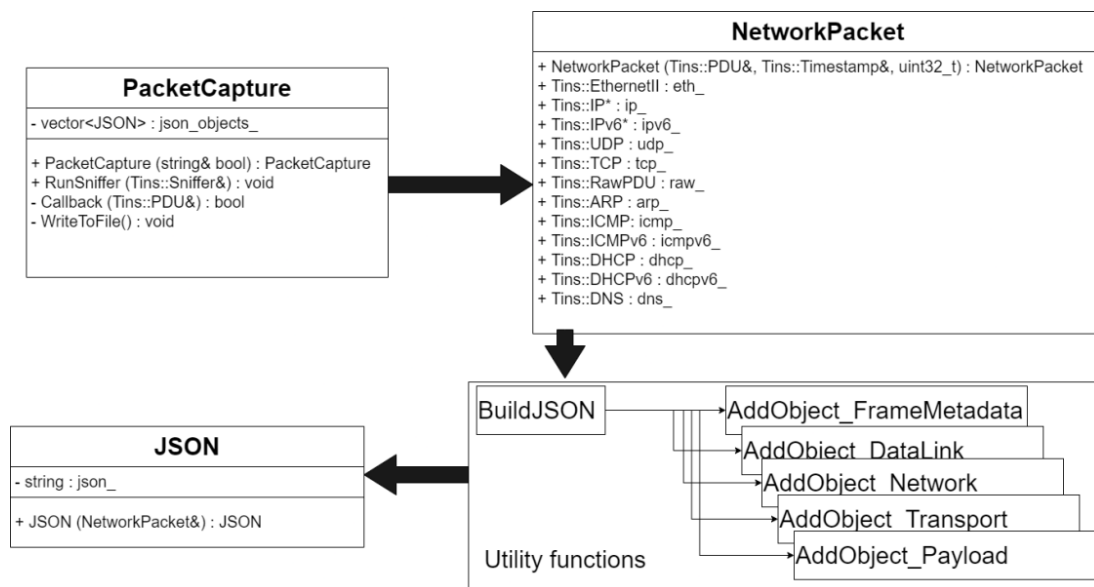 PacketCapture
- vector<JSON> : json_objects_
+ PacketCapture (string& bool) : PacketCapture
+ RunSniffer (Tins::Sniffer&) : void
- Callback (Tins::PDU&) : bool
- WriteToFile() : void
NetworkPacket
+ NetworkPacket (Tins::PDU&, Tins::Timestamp&, uint32_t) : NetworkPacket
+ Tins::EthernetII : eth_
+ Tins::IP* : ip_
+ Tins::IPv6* : ipv6_
+ Tins::UDP : udp_
+ Tins::TCP : tcp_
+ Tins::RawPDU : raw_
+ Tins::ARP : arp_
+ Tins::ICMP: icmp_
+ Tins::ICMPv6 : icmpv6_
+ Tins::DHCP : dhcp_
+ Tins::DHCPv6 : dhcpv6_
+ Tins::DNS : dns_
BuildJSON
AddObject_FrameMetadata
AddObject_DataLink
AddObject_Network
AddObject_Transport
AddObject_Payload
Utility functions
JSON
- string : json_
+ JSON (NetworkPacket&) : JSON